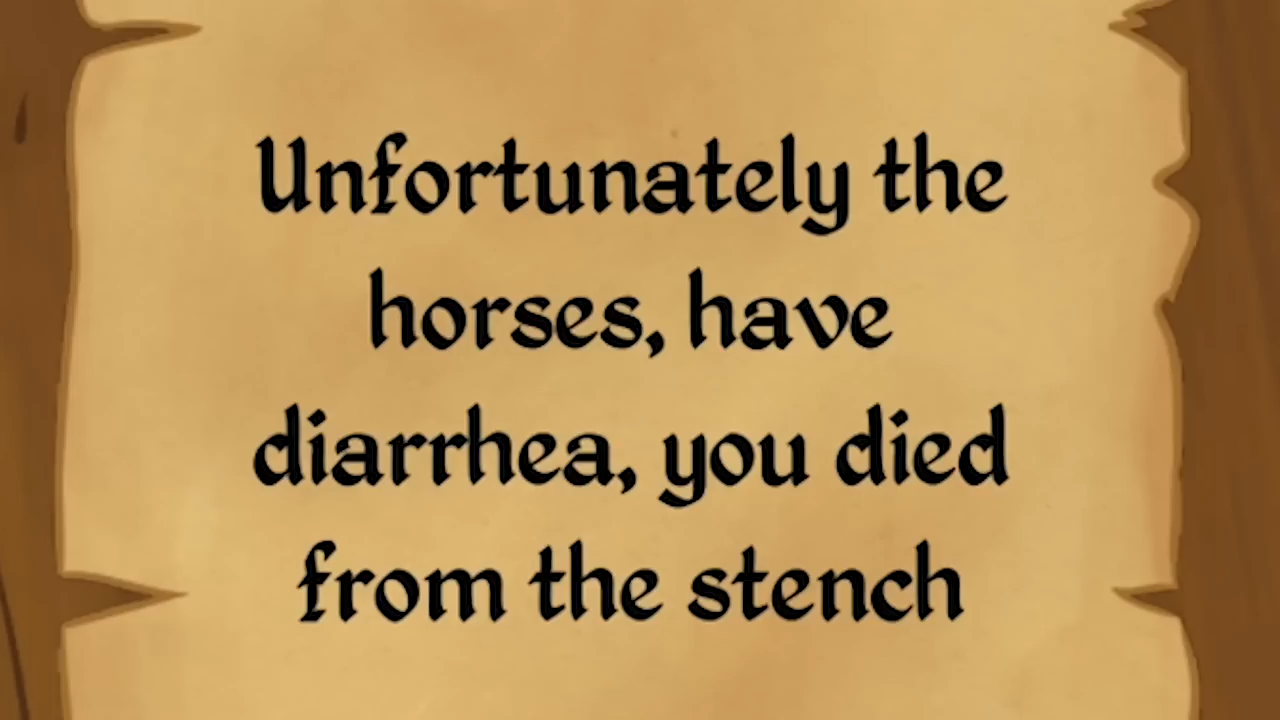 Unfortunately the
horses, have
diarrhea, you died
from the stench